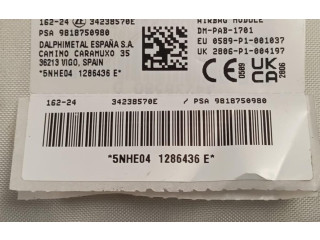 162-24 34238570E
PSA 9818750980
DALPHIMETAL ESPAÑA S.A.
CAMINO CARAMUXO 35
36213 VIGO, SPAIN
*5NHE04 1286436 E*
AIRBAG MODULE
DM-PAB-1701
EU 0589-P1-001037
UK 2806-P1-004197
CE 0589 UKCA 2806
162-24 34238570E / PSA 9818750980
*5NHE04 1286436 E*